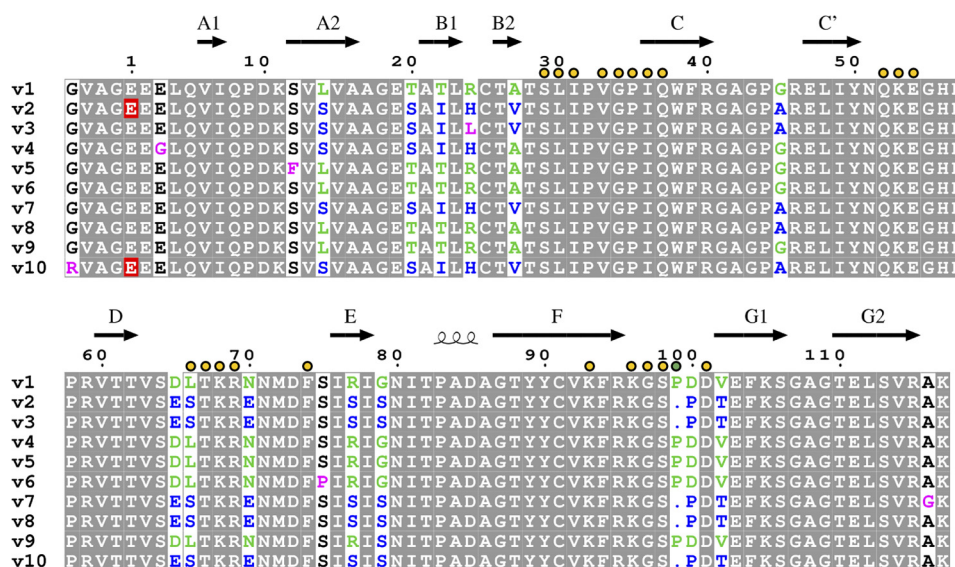 A1 A2 B1 B2 C C'
1 10 20 30 40 50
v1 GVAGEEELQVIQPDKSVLVAAGETATLRCTATSLIPVGPIQWFRGAGPGRELIYNQKEGH
v2 GVAGEEELQVIQPDKSVSVAAGESAILHCTVTSLIPVGPIQWFRGAGPARELIYNQKEGH
v3 GVAGEEELQVIQPDKSVSVAAGESAILLCTVTSLIPVGPIQWFRGAGPARELIYNQKEGH
v4 GVAGEEGLQVIQPDKSVSVAAGESAILHCTATSLIPVGPIQWFRGAGPGRELIYNQKEGH
v5 GVAGEEELQVIQPDKFVLVAAGETATLRCTATSLIPVGPIQWFRGAGPGRELIYNQKEGH
v6 GVAGEEELQVIQPDKSVLVAAGETATLRCTATSLIPVGPIQWFRGAGPGRELIYNQKEGH
v7 GVAGEEELQVIQPDKSVSVAAGESAILHCTVTSLIPVGPIQWFRGAGPARELIYNQKEGH
v8 GVAGEEELQVIQPDKSVLVAAGETATLRCTATSLIPVGPIQWFRGAGPARELIYNQKEGH
v9 GVAGEEELQVIQPDKSVLVAAGETATLRCTATSLIPVGPIQWFRGAGPGRELIYNQKEGH
v10 RVAGEEELQVIQPDKSVSVAAGESAILHCTVTSLIPVGPIQWFRGAGPARELIYNQKEGH
D E F G1 G2
60 70 80 90 100 110
v1 PRVTTVSDLTKRNNMDFSIRIGNITPADAGTYYCVKFRKGSPDDVEFKSGAGTELSVRAK
v2 PRVTTVSESTKRENMDFSISISNITPADAGTYYCVKFRKGS.PDTEFKSGAGTELSVRAK
v3 PRVTTVSESTKRENMDFSISISNITPADAGTYYCVKFRKGS.PDTEFKSGAGTELSVRAK
v4 PRVTTVSDLTKRNNMDFSIRIGNITPADAGTYYCVKFRKGSPDDVEFKSGAGTELSVRAK
v5 PRVTTVSDLTKRNNMDFSIRIGNITPADAGTYYCVKFRKGSPDDVEFKSGAGTELSVRAK
v6 PRVTTVSDLTKRNNMDFPIRIGNITPADAGTYYCVKFRKGSPDDVEFKSGAGTELSVRAK
v7 PRVTTVSESTKRENMDFSISISNITPADAGTYYCVKFRKGS.PDTEFKSGAGTELSVRGK
v8 PRVTTVSESTKRENMDFSISISNITPADAGTYYCVKFRKGS.PDTEFKSGAGTELSVRAK
v9 PRVTTVSDLTKRNNMDFSIRIGNITPADAGTYYCVKFRKGSPDDVEFKSGAGTELSVRAK
v10 PRVTTVSESTKRENMDFSISISNITPADAGTYYCVKFRKGS.PDTEFKSGAGTELSVRAK